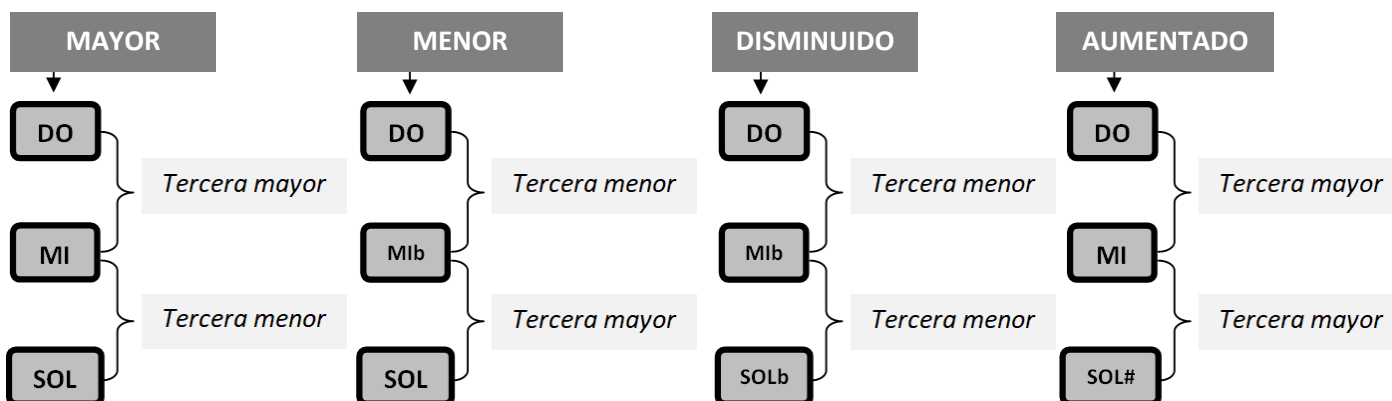 MAYOR
MENOR
DISMINUIDO
AUMENTADO
DO
DO
DO
DO
Tercera mayor
Tercera menor
Tercera menor
Tercera mayor
MI
MIb
MIb
MI
Tercera menor
Tercera mayor
Tercera menor
Tercera mayor
SOL
SOL
SOLb
SOL#